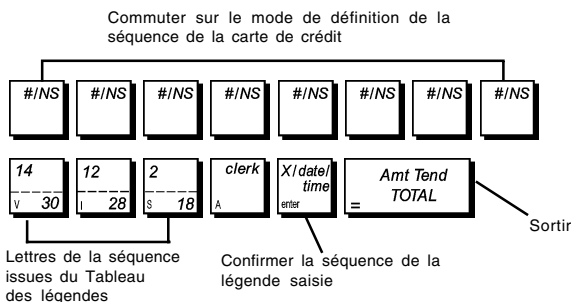 Commuter sur le mode de définition de la
séquence de la carte de crédit
#/NS #/NS #/NS #/NS #/NS #/NS #/NS #/NS
14 12 2 clerk X/date/ Amt Tend
time TOTAL
V 30 I 28 S 18 A enter =
Sortir
Lettres de la séquence
issues du Tableau
des légendes
Confirmer la séquence de la
légende saisie